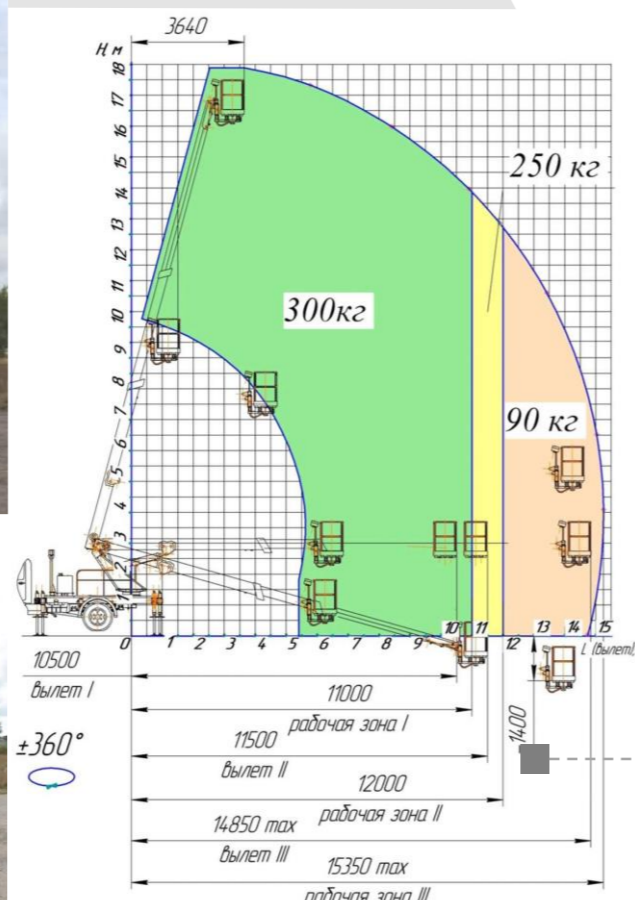 3640
H, м
18
17
16
15
14
13
12
11
10
9
8
7
6
5
4
3
2
1
250 кг
300кг
90 кг
0 1 2 3 4 5 6 7 8 9 10 11 12 13 14 15
L (вылет),
10500
вылет I
11000
рабочая зона I
11500
вылет II
12000
рабочая зона II
14850 max
вылет III
15350 max
рабочая зона III
1400
±360°